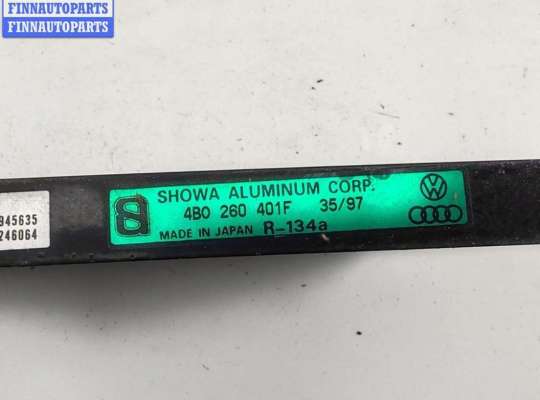 FINNAUTOPARTS
FINNAUTOPARTS
SHOWA ALUMINUM CORP.
4B0 260 401F 35/97
MADE IN JAPAN R-134a
945635
246064